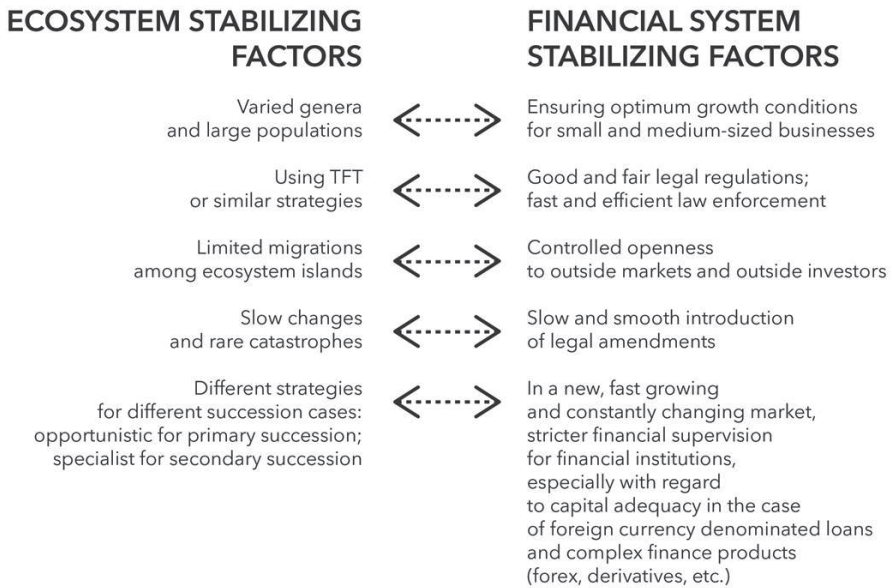 ECOSYSTEM STABILIZING
FACTORS
FINANCIAL SYSTEM
STABILIZING FACTORS
Varied genera
and large populations
Ensuring optimum growth conditions
for small and medium-sized businesses
Using TFT
or similar strategies
Good and fair legal regulations;
fast and efficient law enforcement
Limited migrations
among ecosystem islands
Controlled openness
to outside markets and outside investors
Slow changes
and rare catastrophes
Slow and smooth introduction
of legal amendments
Different strategies
for different succession cases:
opportunistic for primary succession;
specialist for secondary succession
In a new, fast growing
and constantly changing market,
stricter financial supervision
for financial institutions,
especially with regard
to capital adequacy in the case
of foreign currency denominated loans
and complex finance products
(forex, derivatives, etc.)